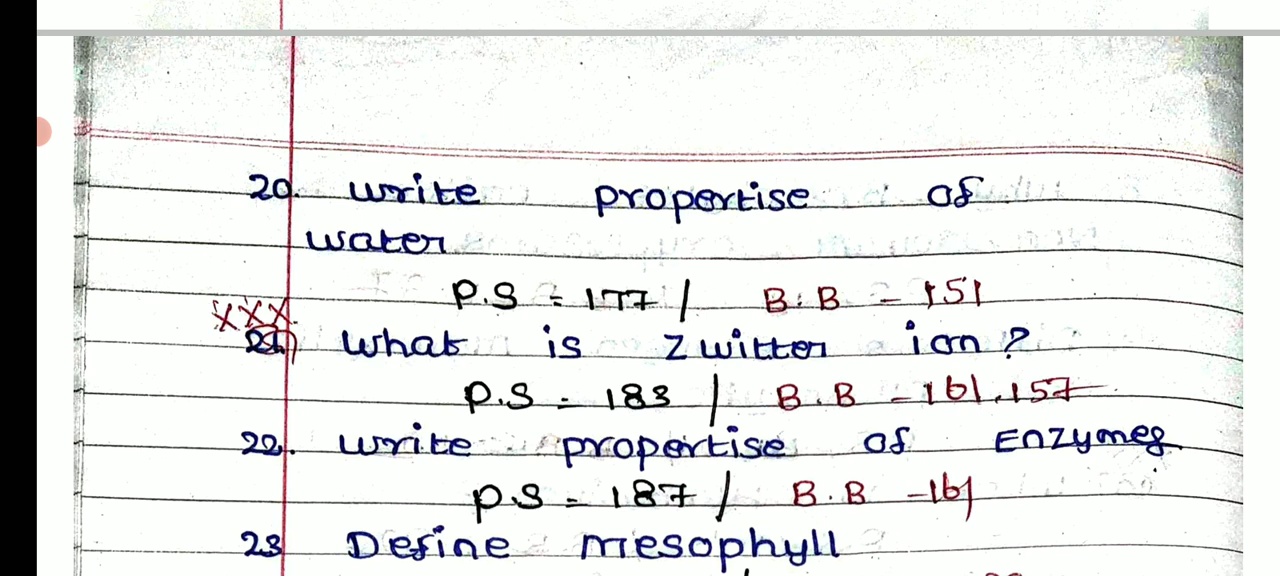 20. write propertise of
water
P.S = 177 / B.B - 151
XXX
21) What is Zwitter ion ?
P.S = 183 / B.B - 161,157
22. write propertise of Enzymes
P.S = 187 / B.B - 161
23 Define mesophyll